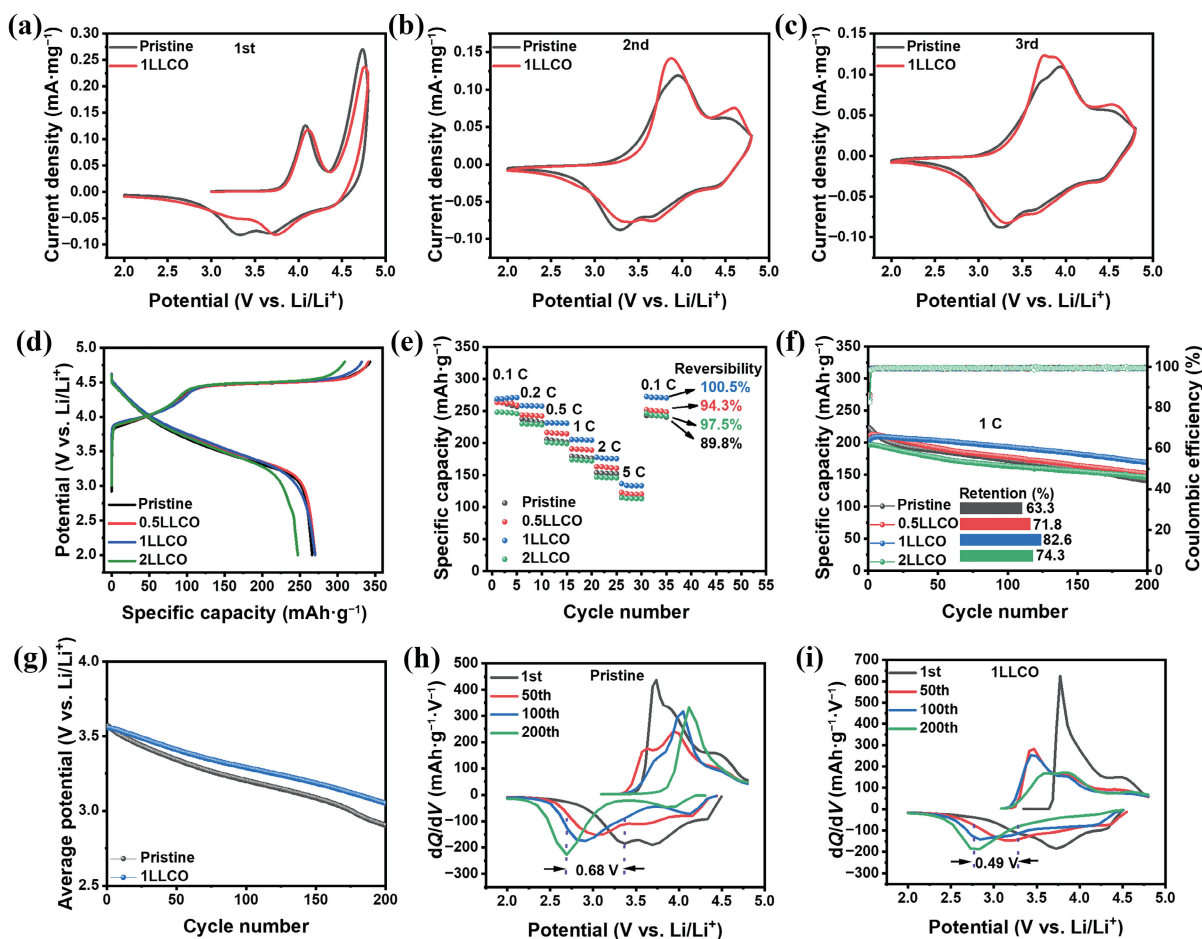 (a)
Pristine
1LLCO
1st
0.30
0.25
0.20
0.15
0.10
0.05
0.00
−0.05
−0.10
2.0 3.0 3.5 4.0 4.5 5.0
Current density (mA·mg⁻¹)
Potential (V vs. Li/Li⁺)
(b)
Pristine
1LLCO
2nd
0.15
0.10
0.05
0.00
−0.05
−0.10
2.0 2.5 3.0 3.5 4.0 4.5 5.0
Current density (mA·mg⁻¹)
Potential (V vs. Li/Li⁺)
(c)
Pristine
1LLCO
3rd
0.15
0.10
0.05
0.00
−0.05
−0.10
2.0 2.5 3.0 3.5 4.0 4.5 5.0
Current density (mA·mg⁻¹)
Potential (V vs. Li/Li⁺)
(d)
5.0
4.5
4.0
3.5
3.0
2.5
2.0
Pristine
0.5LLCO
1LLCO
2LLCO
0 50 100 150 200 250 300 350
Potential (V vs. Li/Li⁺)
Specific capacity (mAh·g⁻¹)
(e)
350
300
250
200
150
100
50
0
0.1 C
0.2 C
0.5 C
1 C
2 C
5 C
0.1 C
Reversibility
100.5%
94.3%
97.5%
89.8%
Pristine
0.5LLCO
1LLCO
2LLCO
0 5 10 15 20 25 30 35 40 45 50 55
Specific capacity (mAh·g⁻¹)
Cycle number
(f)
350
300
250
200
150
100
50
0
1 C
Pristine
0.5LLCO
1LLCO
2LLCO
Retention (%)
63.3
71.8
82.6
74.3
100
80
60
40
20
0
0 50 100 150 200
Specific capacity (mAh·g⁻¹)
Coulombic efficiency (%)
Cycle number
(g)
4.0
3.5
3.0
2.5
Pristine
1LLCO
0 50 100 150 200
Average potential (V vs. Li/Li⁺)
Cycle number
(h)
500
400
300
200
100
0
−100
−200
−300
1st
50th
100th
200th
Pristine
0.68 V
2.0 2.5 3.0 3.5 4.0 4.5 5.0
dQ/dV (mAh·g⁻¹·V⁻¹)
Potential (V vs. Li/Li⁺)
(i)
700
600
500
400
300
200
100
0
−100
−200
−300
1st
50th
100th
200th
1LLCO
0.49 V
2.0 2.5 3.0 3.5 4.0 4.5 5.0
dQ/dV (mAh·g⁻¹·V⁻¹)
Potential (V vs. Li/Li⁺)